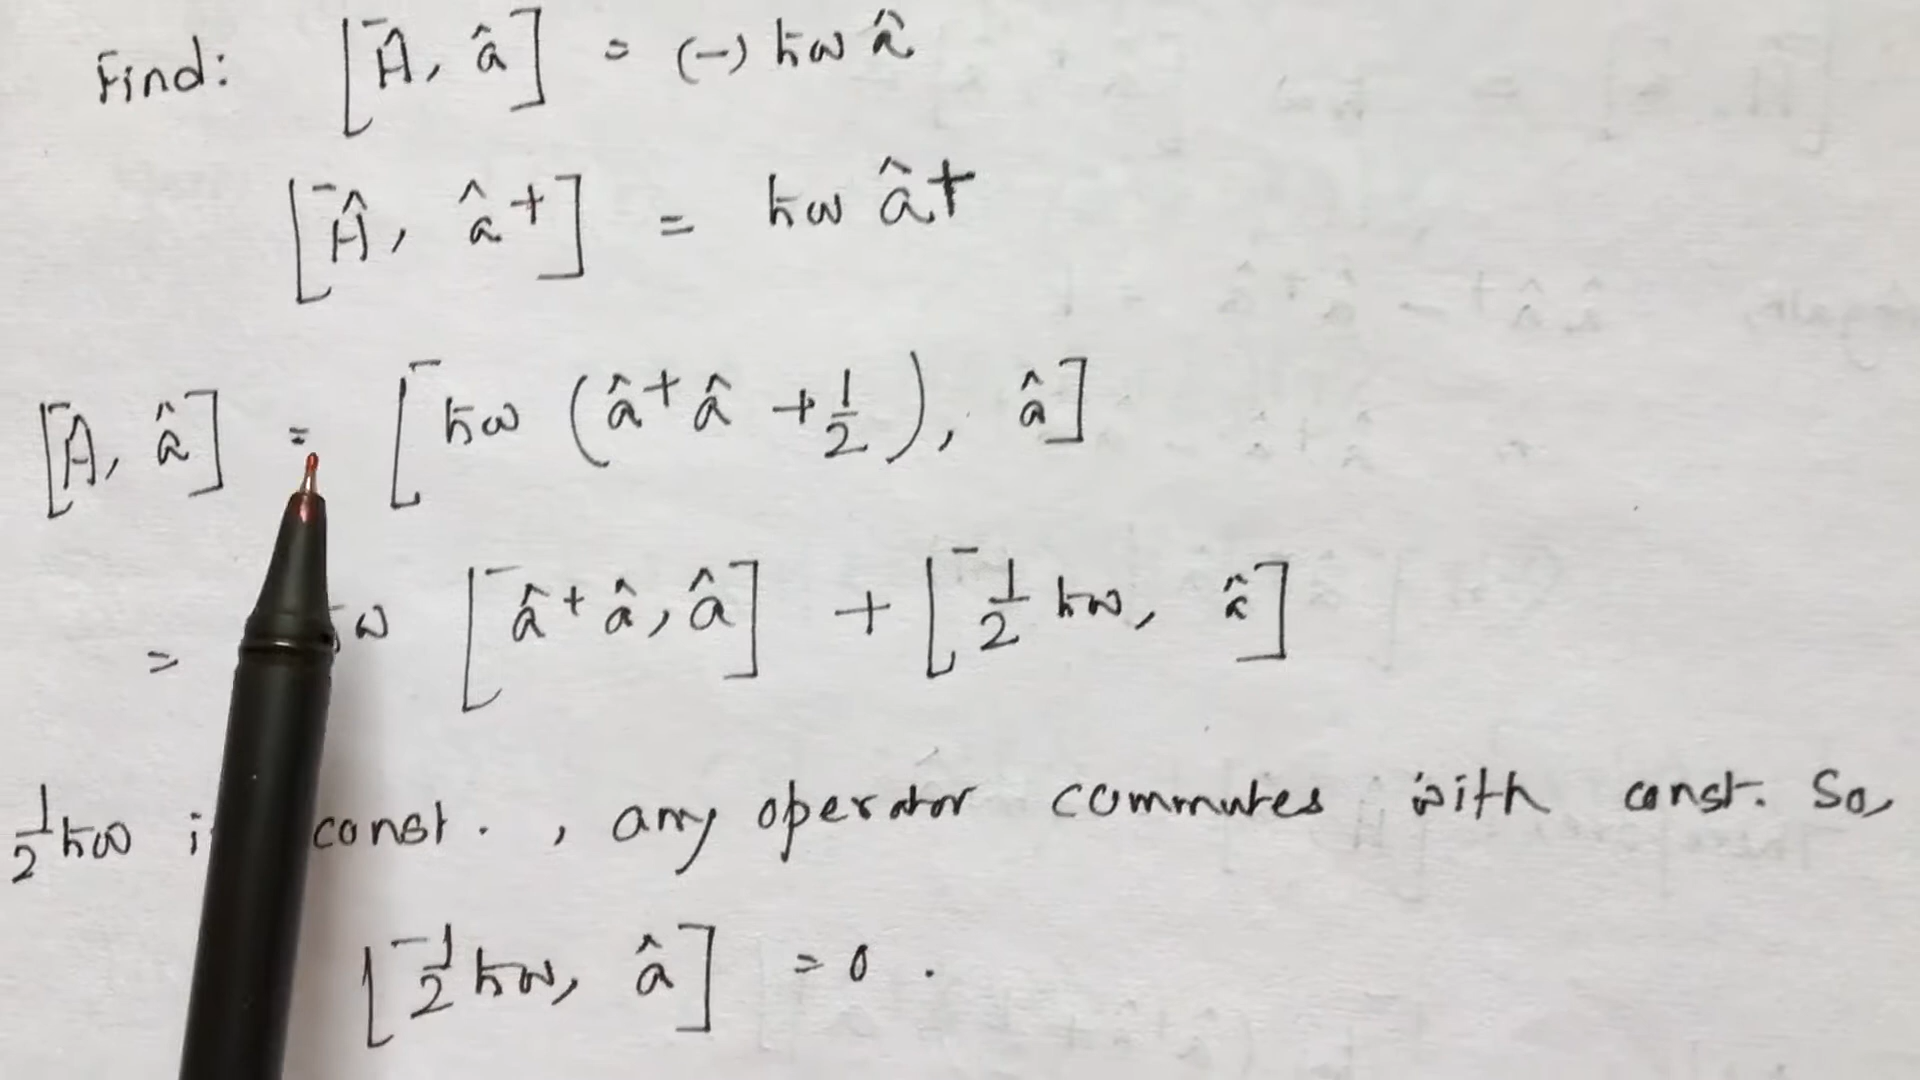 Find: [Ĥ, â] = (-) ħω â
[Ĥ, â+] = ħω â+
[Ĥ, â] = [ħω (â+ â + 1/2), â]
= ħω [â+ â, â] + [1/2 ħω, â]
1/2 ħω i const. , any operator commutes with const. So,
[1/2 ħω, â] = 0 .